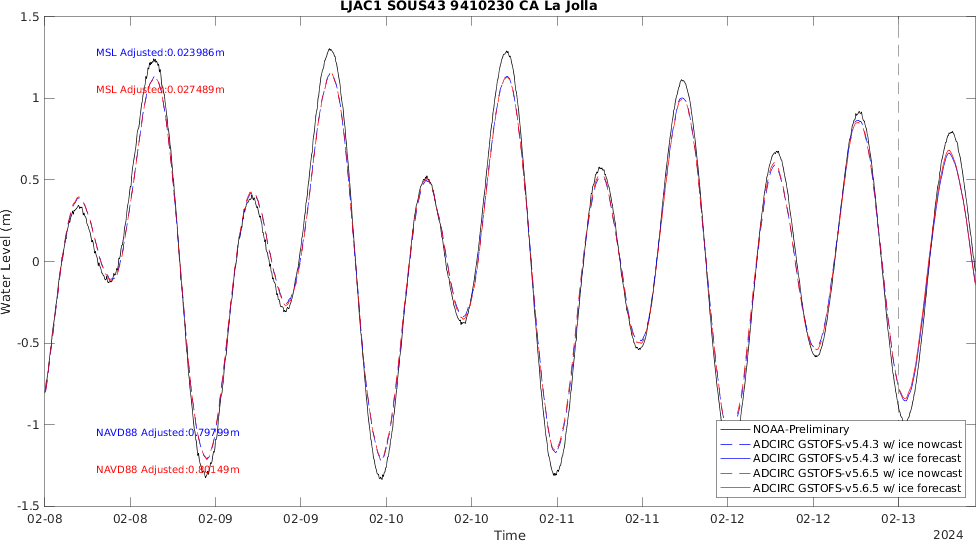 LJAC1 SOUS43 9410230 CA La Jolla
1.5
1
0.5
0
-0.5
-1
-1.5
Water Level (m)
MSL Adjusted:0.023986m
MSL Adjusted:0.027489m
NAVD88 Adjusted:0.79799m
NAVD88 Adjusted:0.80149m
NOAA-Preliminary
ADCIRC GSTOFS-v5.4.3 w/ ice nowcast
ADCIRC GSTOFS-v5.4.3 w/ ice forecast
ADCIRC GSTOFS-v5.6.5 w/ ice nowcast
ADCIRC GSTOFS-v5.6.5 w/ ice forecast
02-08 02-08 02-09 02-09 02-10 02-10 02-11 02-11 02-12 02-12 02-13
Time
2024